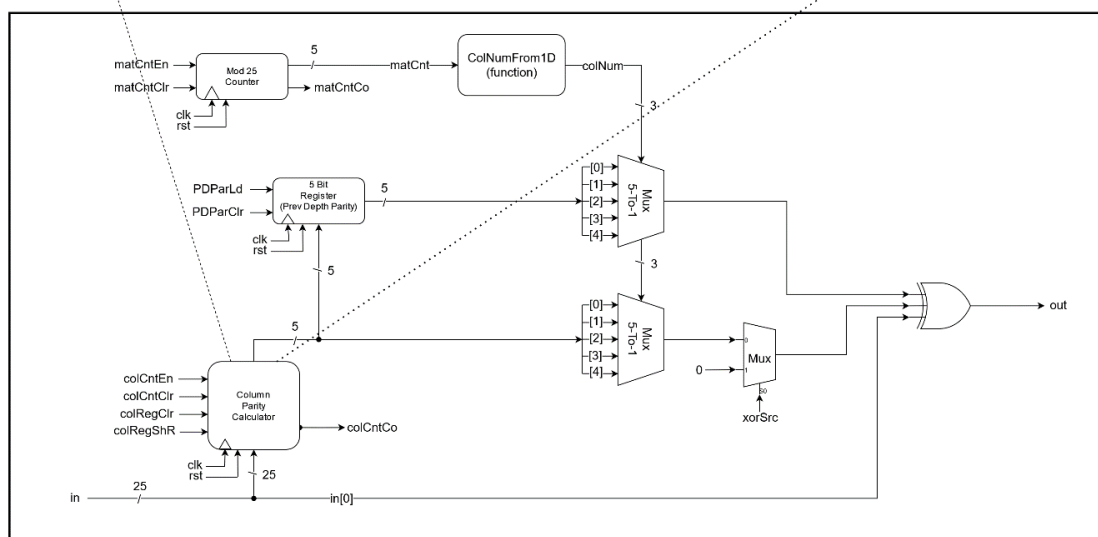 matCntEn
matCntClr
Mod 25
Counter
clk
rst
5
matCntCo
matCnt
ColNumFrom1D
(function)
colNum
3
PDParLd
PDParClr
5 Bit
Register
(Prev Depth Parity)
clk
rst
5
5
[0]
[1]
[2]
[3]
[4]
Mux
5-To-1
3
5
[0]
[1]
[2]
[3]
[4]
Mux
5-To-1
0
0
1
Mux
S0
xorSrc
out
colCntEn
colCntClr
colRegClr
colRegShR
Column
Parity
Calculator
colCntCo
clk
rst
25
in
25
in[0]